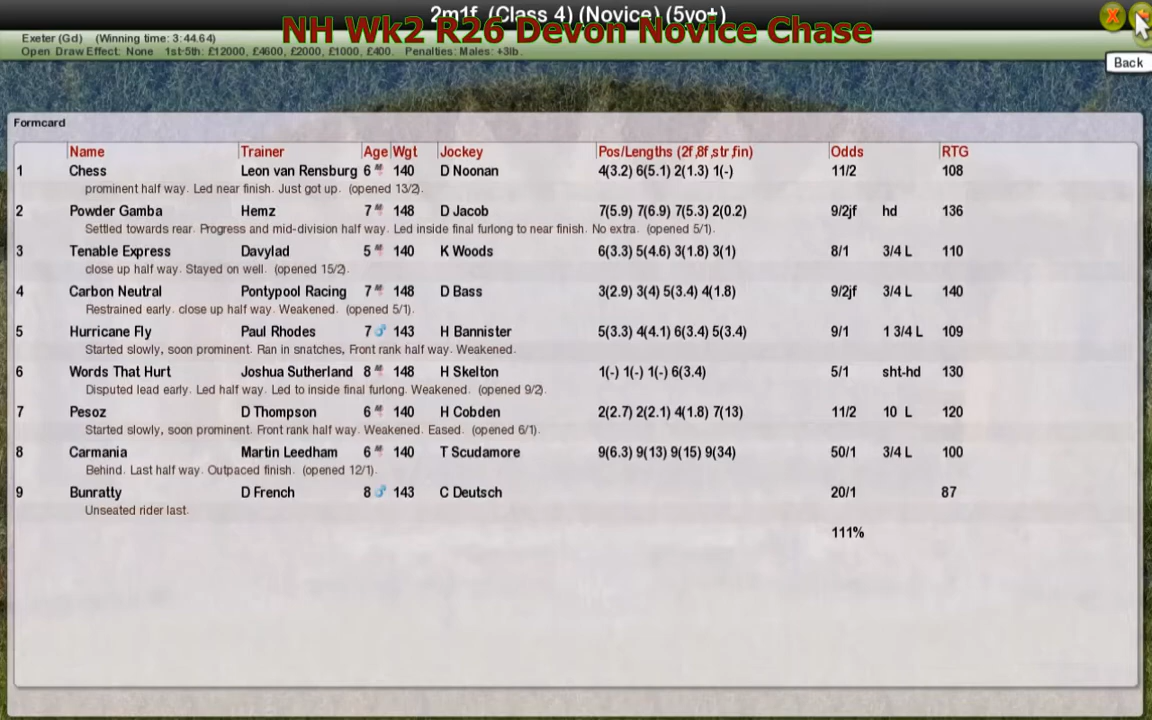 2m1f. (Class 4) (Novice) (5yo+)
NH Wk2 R26 Devon Novice Chase
Exeter (Gd) (Winning time: 3:44.64)
Open Draw Effect: None 1st-5th: £12000, £4600, £2000, £1000, £400. Penalties: Males: +3lb.
Back
Formcard
Name Trainer Age Wgt Jockey Pos/Lengths (2f,8f,str,fin) Odds RTG
1 Chess Leon van Rensburg 6 140 D Noonan 4(3.2) 6(5.1) 2(1.3) 1(-) 11/2 108
prominent half way. Led near finish. Just got up. (opened 13/2).
2 Powder Gamba Hemz 7 148 D Jacob 7(5.9) 7(6.9) 7(5.3) 2(0.2) 9/2jf hd 136
Settled towards rear. Progress and mid-division half way. Led inside final furlong to near finish. No extra. (opened 5/1).
3 Tenable Express Davylad 5 140 K Woods 6(3.3) 5(4.6) 3(1.8) 3(1) 8/1 3/4 L 110
close up half way. Stayed on well. (opened 15/2).
4 Carbon Neutral Pontypool Racing 7 148 D Bass 3(2.9) 3(4) 5(3.4) 4(1.8) 9/2jf 3/4 L 140
Restrained early. close up half way. Weakened. (opened 5/1).
5 Hurricane Fly Paul Rhodes 7 ♂ 143 H Bannister 5(3.3) 4(4.1) 6(3.4) 5(3.4) 9/1 1 3/4 L 109
Started slowly, soon prominent. Ran in snatches, Front rank half way. Weakened.
6 Words That Hurt Joshua Sutherland 8 148 H Skelton 1(-) 1(-) 1(-) 6(3.4) 5/1 sht-hd 130
Disputed lead early. Led half way. Led to inside final furlong. Weakened. (opened 9/2).
7 Pesoz D Thompson 6 140 H Cobden 2(2.7) 2(2.1) 4(1.8) 7(13) 11/2 10 L 120
Started slowly, soon prominent. Front rank half way. Weakened. Eased. (opened 6/1).
8 Carmania Martin Leedham 6 140 T Scudamore 9(6.3) 9(13) 9(15) 9(34) 50/1 3/4 L 100
Behind. Last half way. Outpaced finish. (opened 12/1).
9 Bunratty D French 8 ♂ 143 C Deutsch 20/1 87
Unseated rider last.
111%